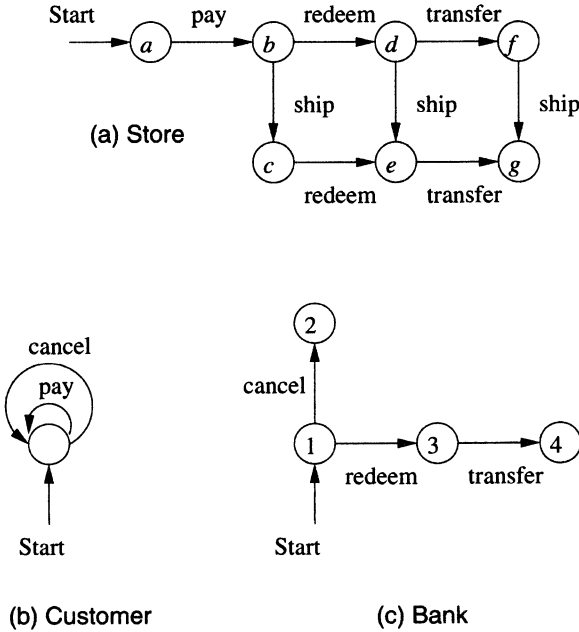 Start pay redeem transfer
a b d f
ship ship ship
(a) Store
c e g
redeem transfer
2
cancel cancel
pay
1 3 4
redeem transfer
Start Start
(b) Customer (c) Bank